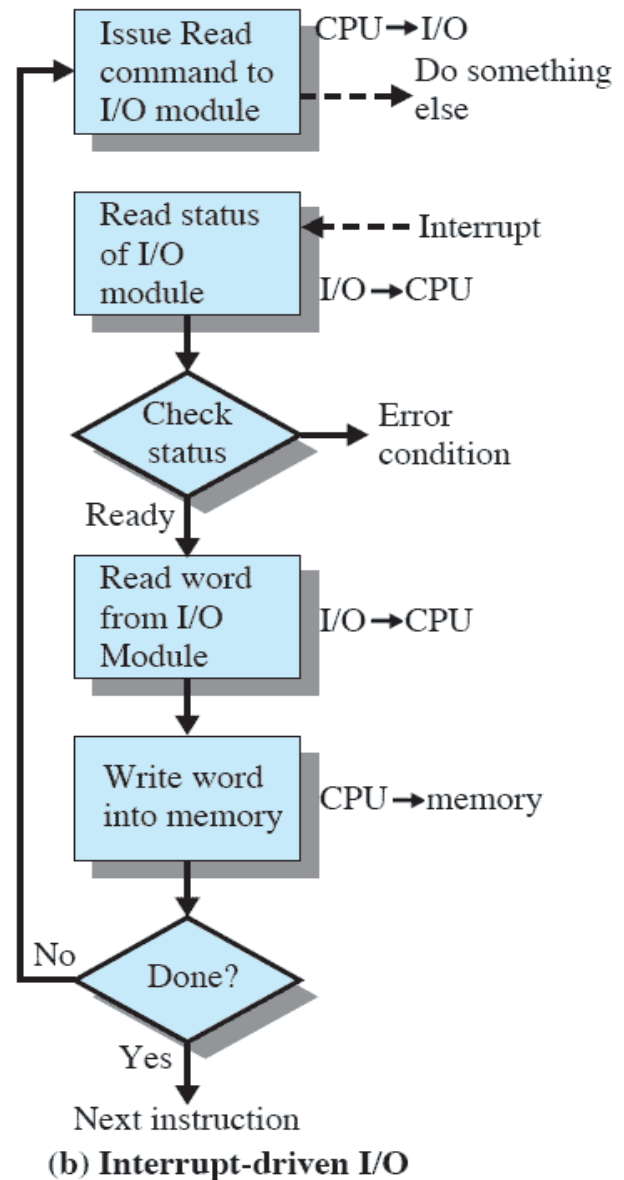 Issue Read
command to
I/O module
CPU→I/O
Do something
else
Read status
of I/O
module
Interrupt
I/O→CPU
Check
status
Error
condition
Ready
Read word
from I/O
Module
I/O→CPU
Write word
into memory
CPU→memory
No
Done?
Yes
Next instruction
(b) Interrupt-driven I/O